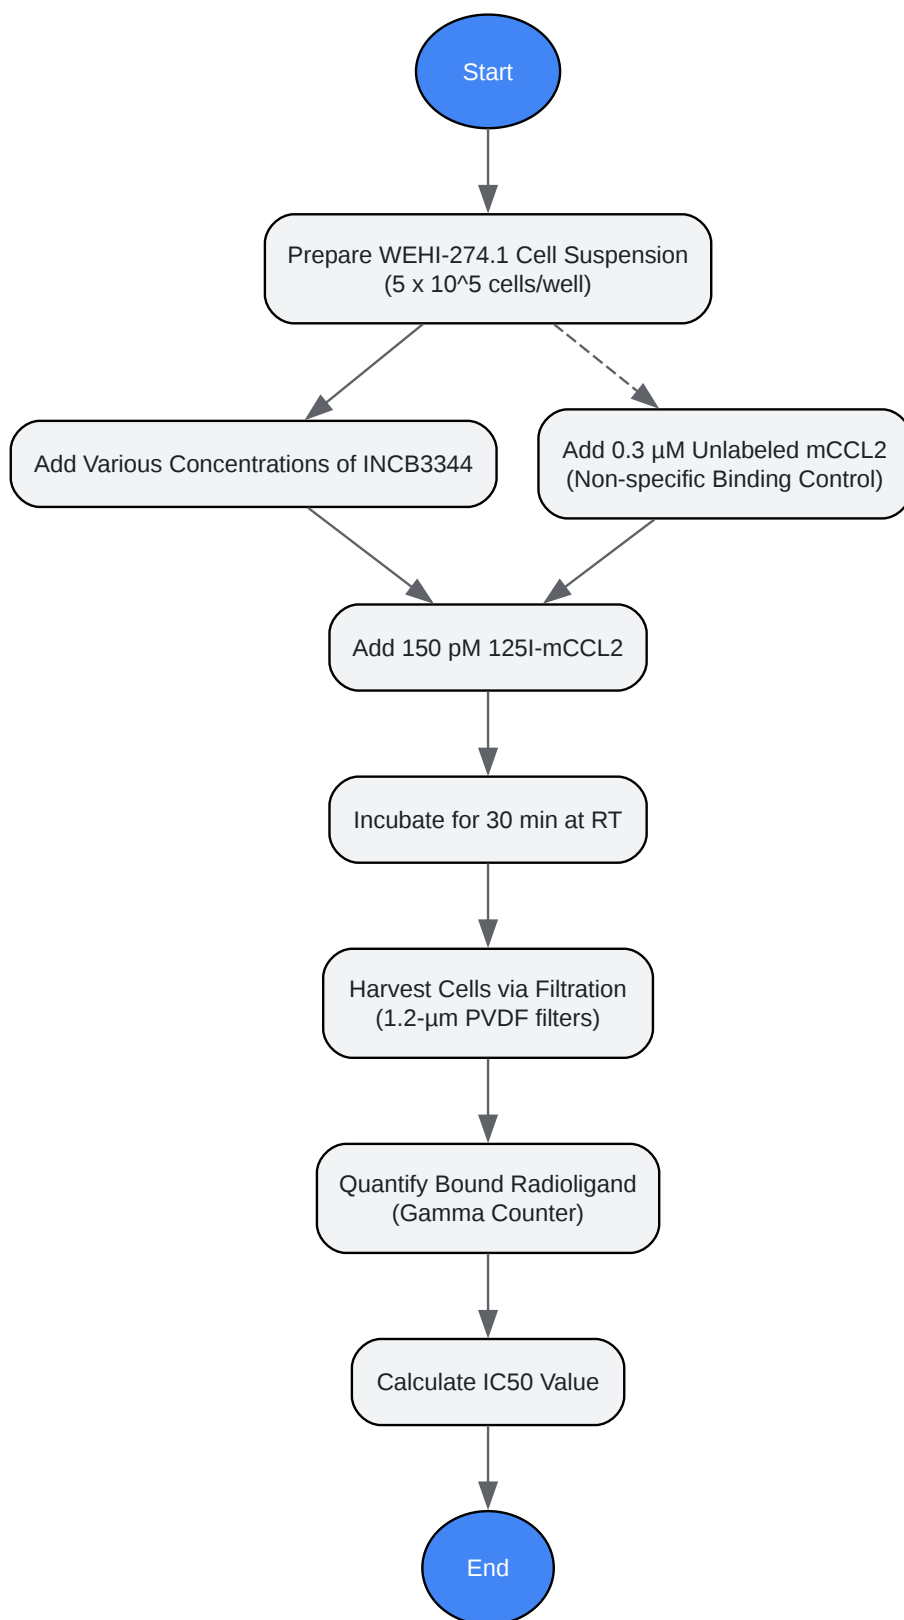 Start
Prepare WEHI-274.1 Cell Suspension
(5 x 10^5 cells/well)
Add Various Concentrations of INCB3344
Add 0.3 µM Unlabeled mCCL2
(Non-specific Binding Control)
Add 150 pM 125I-mCCL2
Incubate for 30 min at RT
Harvest Cells via Filtration
(1.2-µm PVDF filters)
Quantify Bound Radioligand
(Gamma Counter)
Calculate IC50 Value
End